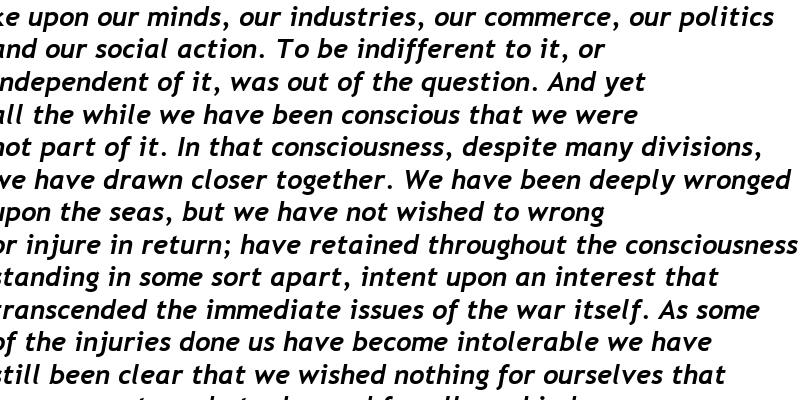 ke upon our minds, our industries, our commerce, our politics
and our social action. To be indifferent to it, or
independent of it, was out of the question. And yet
all the while we have been conscious that we were
not part of it. In that consciousness, despite many divisions,
we have drawn closer together. We have been deeply wronged
upon the seas, but we have not wished to wrong
or injure in return; have retained throughout the consciousness
standing in some sort apart, intent upon an interest that
transcended the immediate issues of the war itself. As some
of the injuries done us have become intolerable we have
still been clear that we wished nothing for ourselves that